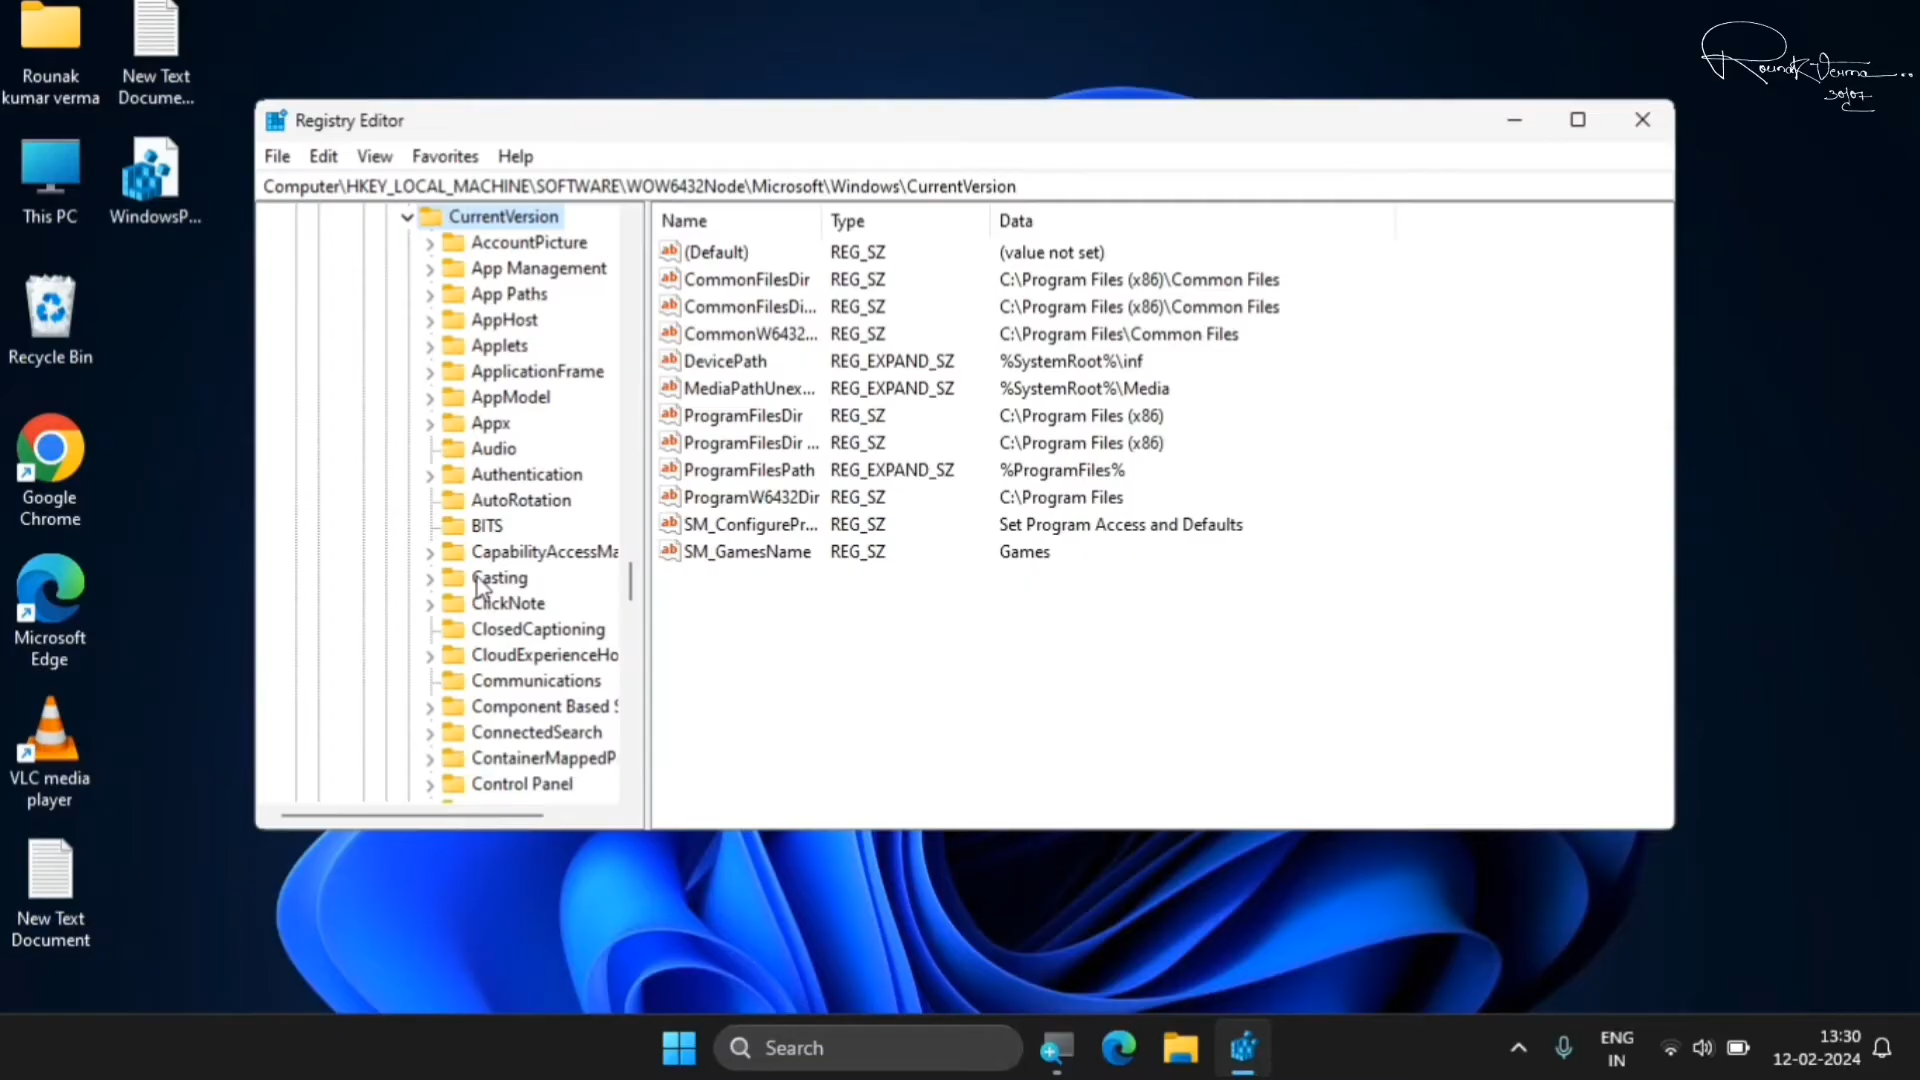 Rounak
kumar verma
New Text
Docume...
This PC
WindowsP...
Recycle Bin
Google
Chrome
Microsoft
Edge
VLC media
player
New Text
Document
Rounak Verma...
30/07
Registry Editor
File Edit View Favorites Help
Computer\HKEY_LOCAL_MACHINE\SOFTWARE\WOW6432Node\Microsoft\Windows\CurrentVersion
CurrentVersion
AccountPicture
App Management
App Paths
AppHost
Applets
ApplicationFrame
AppModel
Appx
Audio
Authentication
AutoRotation
BITS
CapabilityAccessMa
Casting
ClickNote
ClosedCaptioning
CloudExperienceHo
Communications
Component Based S
ConnectedSearch
ContainerMappedP
Control Panel
Name Type Data
(Default) REG_SZ (value not set)
CommonFilesDir REG_SZ C:\Program Files (x86)\Common Files
CommonFilesDi... REG_SZ C:\Program Files (x86)\Common Files
CommonW6432... REG_SZ C:\Program Files\Common Files
DevicePath REG_EXPAND_SZ %SystemRoot%\inf
MediaPathUnex... REG_EXPAND_SZ %SystemRoot%\Media
ProgramFilesDir REG_SZ C:\Program Files (x86)
ProgramFilesDir ... REG_SZ C:\Program Files (x86)
ProgramFilesPath REG_EXPAND_SZ %ProgramFiles%
ProgramW6432Dir REG_SZ C:\Program Files
SM_ConfigurePr... REG_SZ Set Program Access and Defaults
SM_GamesName REG_SZ Games
Search
ENG
IN
13:30
12-02-2024